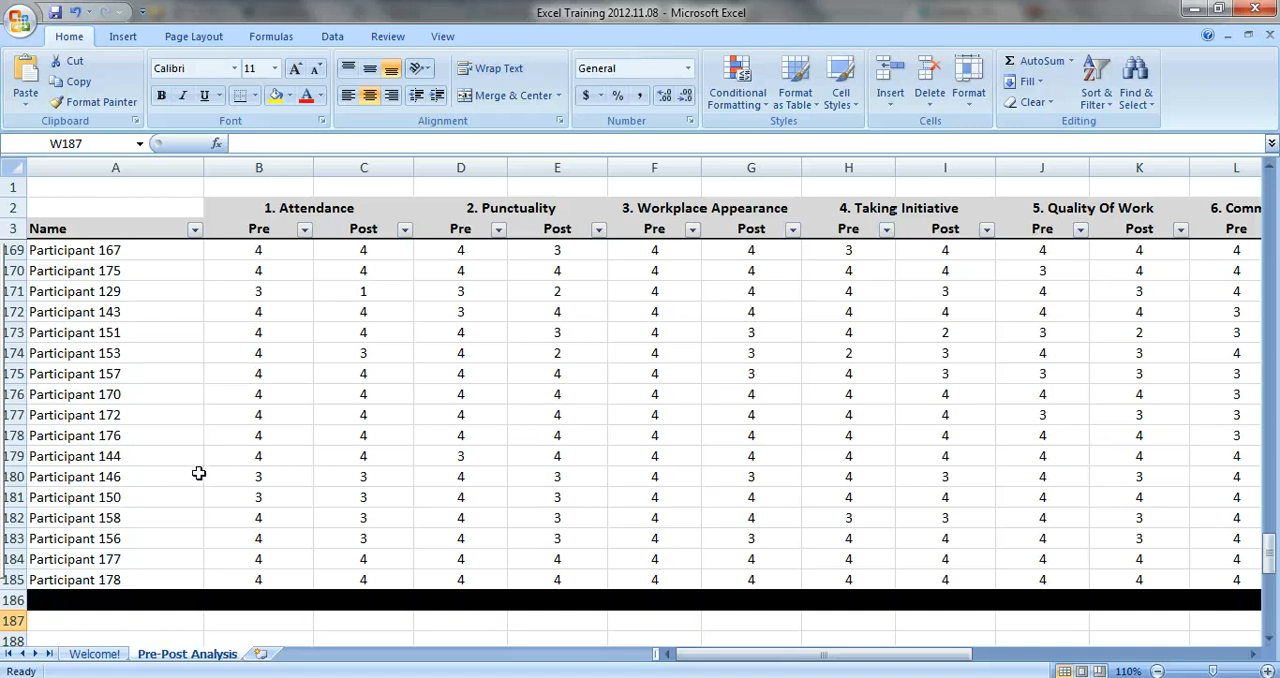 Excel Training 2012.11.08 - Microsoft Excel
Home Insert Page Layout Formulas Data Review View
Paste Cut Copy Format Painter Clipboard
Calibri 11 A A B I U A Font
Wrap Text Merge & Center Alignment
General $ % , .0 .00 .00 .0 Number
Conditional Formatting Format as Table Cell Styles Styles
Insert Delete Format Cells
Σ AutoSum Fill Clear Sort & Filter Find & Select Editing
W187 fx
A B C D E F G H I J K L
1
2 1. Attendance 2. Punctuality 3. Workplace Appearance 4. Taking Initiative 5. Quality Of Work 6. Comm
3 Name Pre Post Pre Post Pre Post Pre Post Pre Post Pre
169 Participant 167 4 4 4 3 4 4 3 4 4 4 4
170 Participant 175 4 4 4 4 4 4 4 4 3 4 4
171 Participant 129 3 1 3 2 4 4 4 3 4 3 4
172 Participant 143 4 4 3 4 4 4 4 4 4 4 3
173 Participant 151 4 4 4 3 4 3 4 2 3 2 3
174 Participant 153 4 3 4 2 4 3 2 3 4 3 4
175 Participant 157 4 4 4 4 4 3 4 3 3 3 3
176 Participant 170 4 4 4 4 4 4 4 4 4 4 3
177 Participant 172 4 4 4 4 4 4 4 4 3 3 3
178 Participant 176 4 4 4 4 4 4 4 4 4 4 3
179 Participant 144 4 4 3 4 4 4 4 4 4 4 4
180 Participant 146 3 3 4 3 4 3 4 3 4 3 4
181 Participant 150 3 3 4 3 4 4 4 4 4 4 4
182 Participant 158 4 3 4 3 4 4 3 3 4 3 4
183 Participant 156 4 3 4 3 4 3 4 4 4 3 4
184 Participant 177 4 4 4 4 4 4 4 4 4 4 4
185 Participant 178 4 4 4 4 4 4 4 4 4 4 4
186
187
188
Welcome! Pre-Post Analysis
Ready 110%